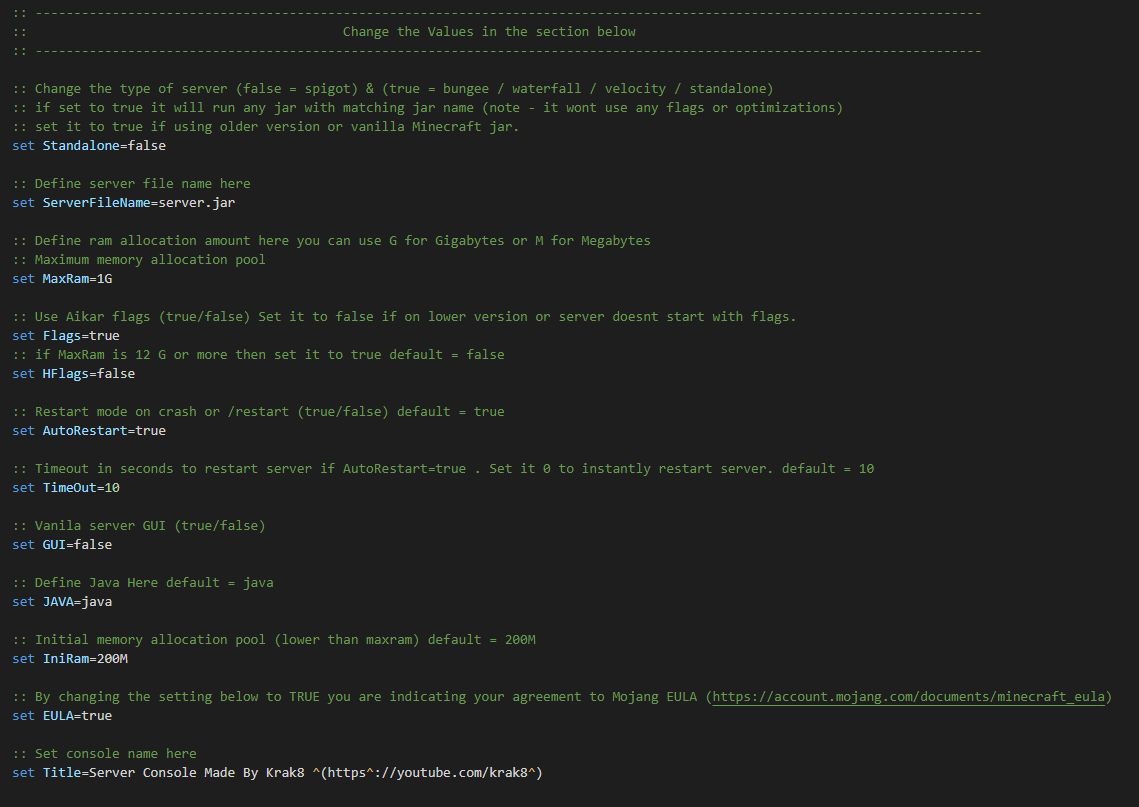 :: ---------------------------------------------------------------------------------------------------------------------------
:: Change the Values in the section below
:: ---------------------------------------------------------------------------------------------------------------------------
:: Change the type of server (false = spigot) & (true = bungee / waterfall / velocity / standalone)
:: if set to true it will run any jar with matching jar name (note - it wont use any flags or optimizations)
:: set it to true if using older version or vanilla Minecraft jar.
set Standalone=false
:: Define server file name here
set ServerFileName=server.jar
:: Define ram allocation amount here you can use G for Gigabytes or M for Megabytes
:: Maximum memory allocation pool
set MaxRam=1G
:: Use Aikar flags (true/false) Set it to false if on lower version or server doesnt start with flags.
set Flags=true
:: if MaxRam is 12 G or more then set it to true default = false
set HFlags=false
:: Restart mode on crash or /restart (true/false) default = true
set AutoRestart=true
:: Timeout in seconds to restart server if AutoRestart=true . Set it 0 to instantly restart server. default = 10
set TimeOut=10
:: Vanila server GUI (true/false)
set GUI=false
:: Define Java Here default = java
set JAVA=java
:: Initial memory allocation pool (lower than maxram) default = 200M
set IniRam=200M
:: By changing the setting below to TRUE you are indicating your agreement to Mojang EULA (https://account.mojang.com/documents/minecraft_eula)
set EULA=true
:: Set console name here
set Title=Server Console Made By Krak8 ^(https^://youtube.com/krak8^)